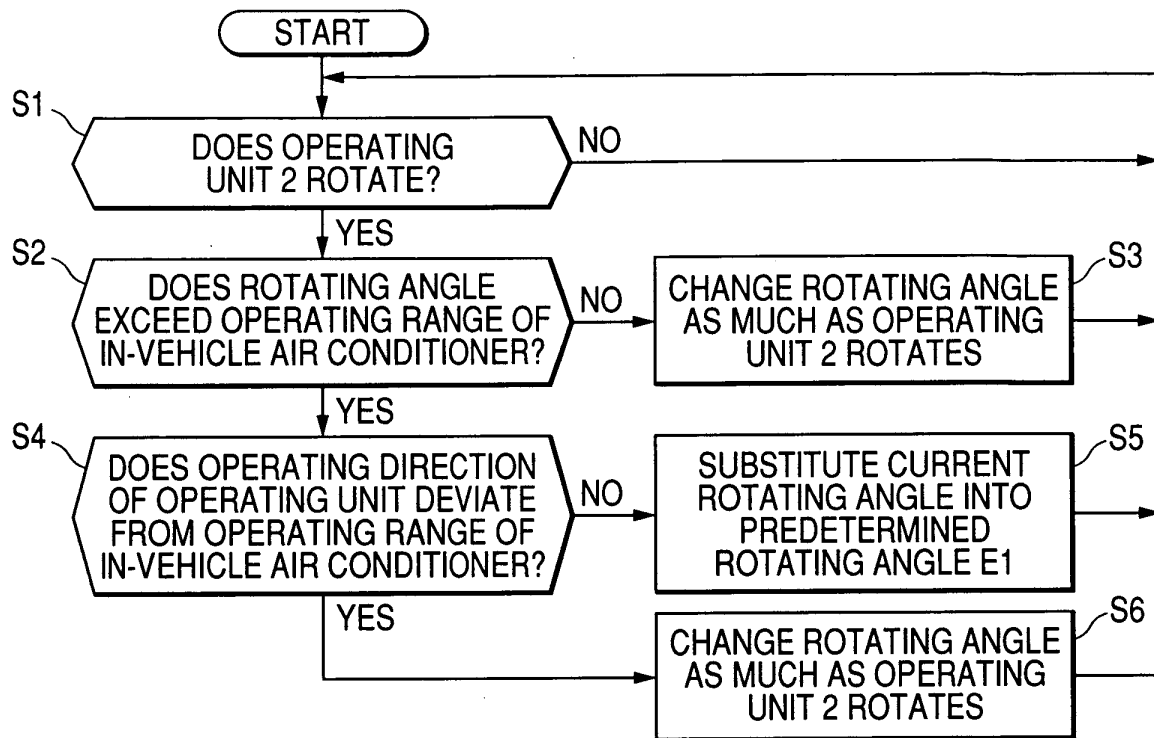 START
S1
DOES OPERATING
UNIT 2 ROTATE?
NO
YES
S2
DOES ROTATING ANGLE
EXCEED OPERATING RANGE OF
IN-VEHICLE AIR CONDITIONER?
NO
S3
CHANGE ROTATING ANGLE
AS MUCH AS OPERATING
UNIT 2 ROTATES
YES
S4
DOES OPERATING DIRECTION
OF OPERATING UNIT DEVIATE
FROM OPERATING RANGE OF
IN-VEHICLE AIR CONDITIONER?
NO
S5
SUBSTITUTE CURRENT
ROTATING ANGLE INTO
PREDETERMINED
ROTATING ANGLE E1
YES
S6
CHANGE ROTATING ANGLE
AS MUCH AS OPERATING
UNIT 2 ROTATES